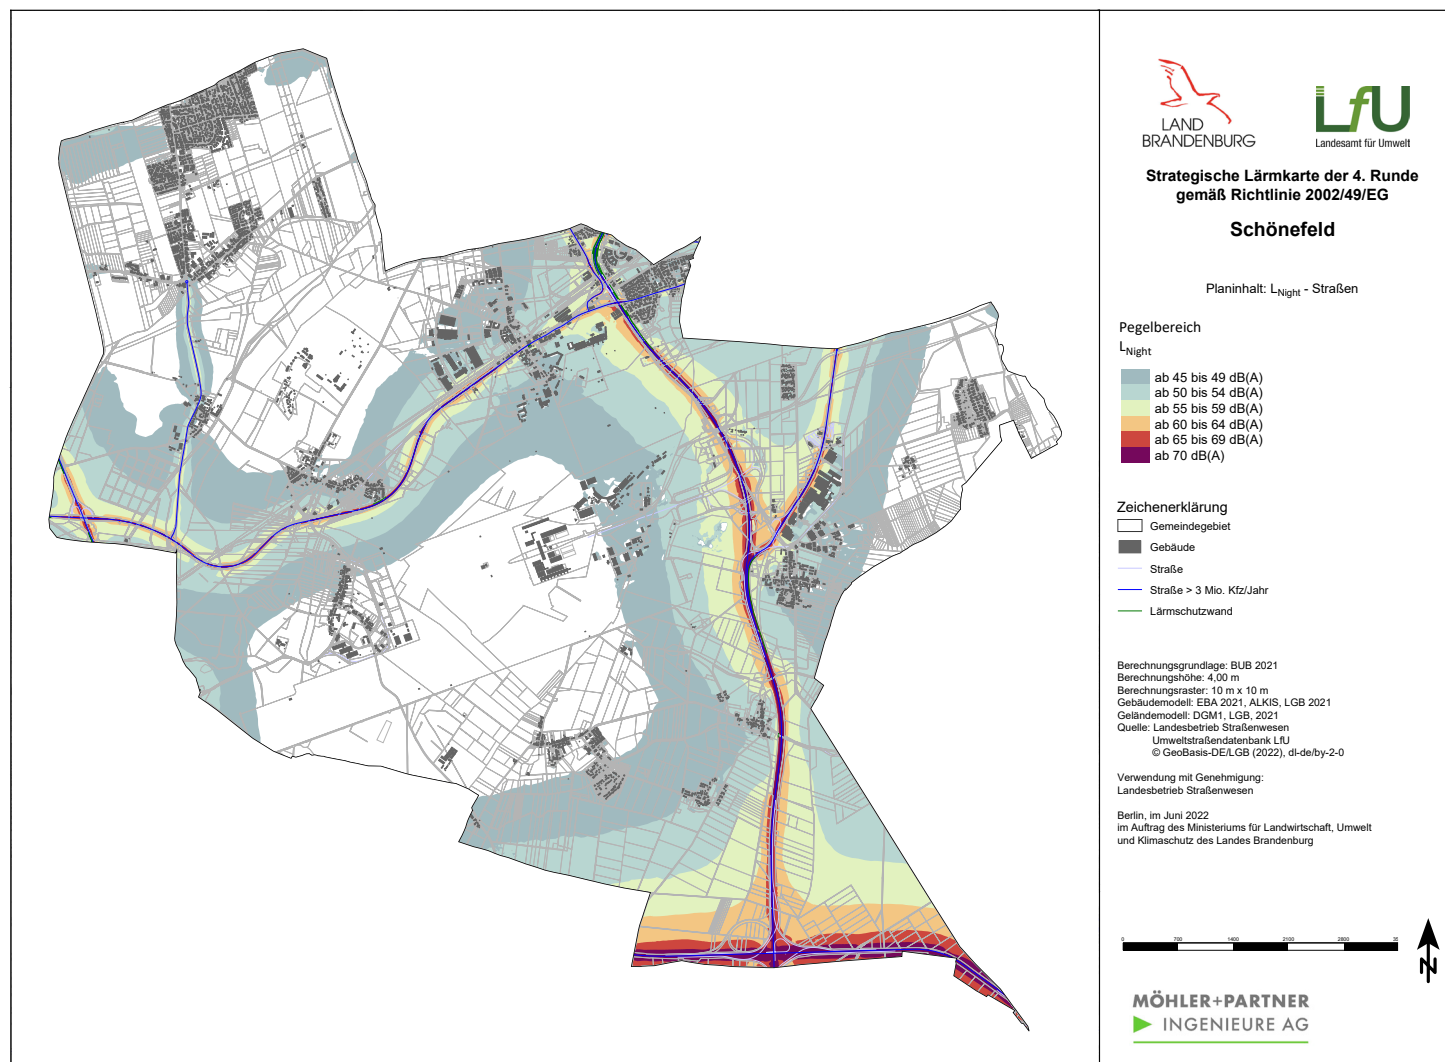 LAND
BRANDENBURG
LfU
Landesamt für Umwelt
Strategische Lärmkarte der 4. Runde
gemäß Richtlinie 2002/49/EG
Schönefeld
Planinhalt: LNight - Straßen
Pegelbereich
LNight
ab 45 bis 49 dB(A)
ab 50 bis 54 dB(A)
ab 55 bis 59 dB(A)
ab 60 bis 64 dB(A)
ab 65 bis 69 dB(A)
ab 70 dB(A)
Zeichenerklärung
Gemeindegebiet
Gebäude
Straße
Straße > 3 Mio. Kfz/Jahr
Lärmschutzwand
Berechnungsgrundlage: BUB 2021
Berechnungshöhe: 4,00 m
Berechnungsraster: 10 m x 10 m
Gebäudemodell: EBA 2021, ALKIS, LGB 2021
Geländemodell: DGM1, LGB, 2021
Quelle: Landesbetrieb Straßenwesen
Umweltstraßendatenbank LfU
© GeoBasis-DE/LGB (2022), dl-de/by-2-0
Verwendung mit Genehmigung:
Landesbetrieb Straßenwesen
Berlin, im Juni 2022
im Auftrag des Ministeriums für Landwirtschaft, Umwelt
und Klimaschutz des Landes Brandenburg
0 700 1400 2100 2800 35
N
MÖHLER+PARTNER
INGENIEURE AG